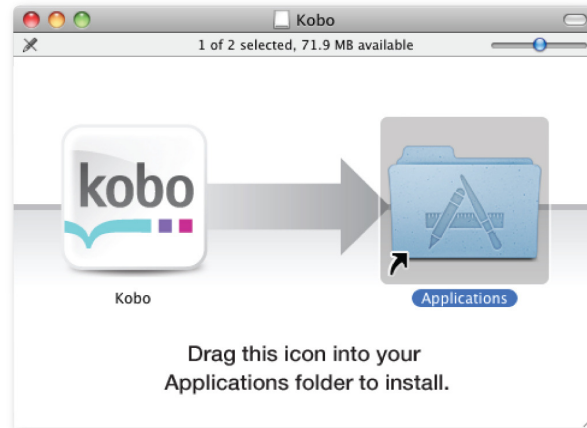 Kobo
1 of 2 selected, 71.9 MB available
kobo
Kobo
Applications
Drag this icon into your
Applications folder to install.